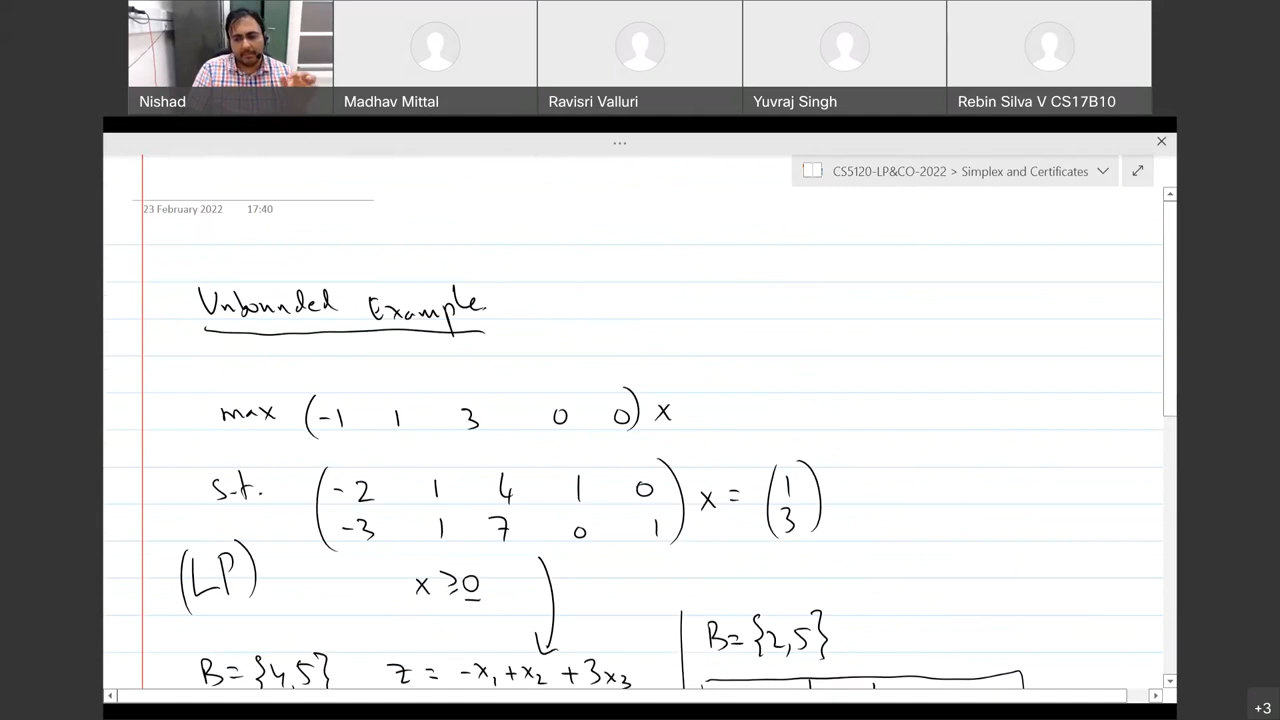 Nishad
Madhav Mittal
Ravisri Valluri
Yuvraj Singh
Rebin Silva V CS17B10
CS5120-LP&CO-2022 > Simplex and Certificates
23 February 2022 17:40
Unbounded Example
max (-1 1 3 0 0) x
s.t. (-2 1 4 1 0
-3 1 7 0 1) x = (1
3)
(LP) x ≥ 0
B = {2,5}
B = {4,5} z = -x₁ + x₂ + 3x₃
+3